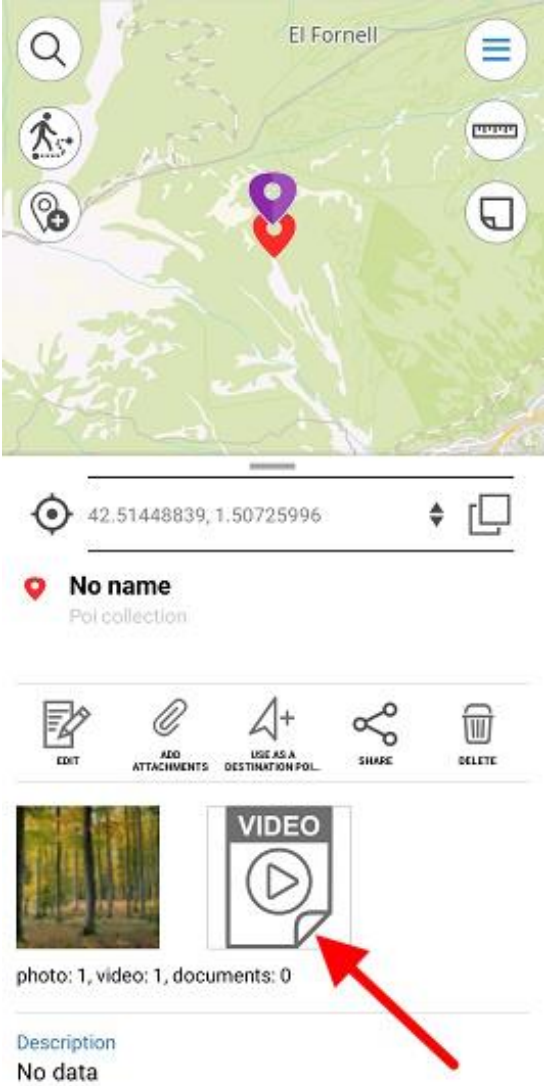 El Fornell
42.51448839, 1.50725996
No name
Poi collection
EDIT
ADD
ATTACHMENTS
USE AS A
DESTINATION POI...
SHARE
DELETE
VIDEO
photo: 1, video: 1, documents: 0
Description
No data